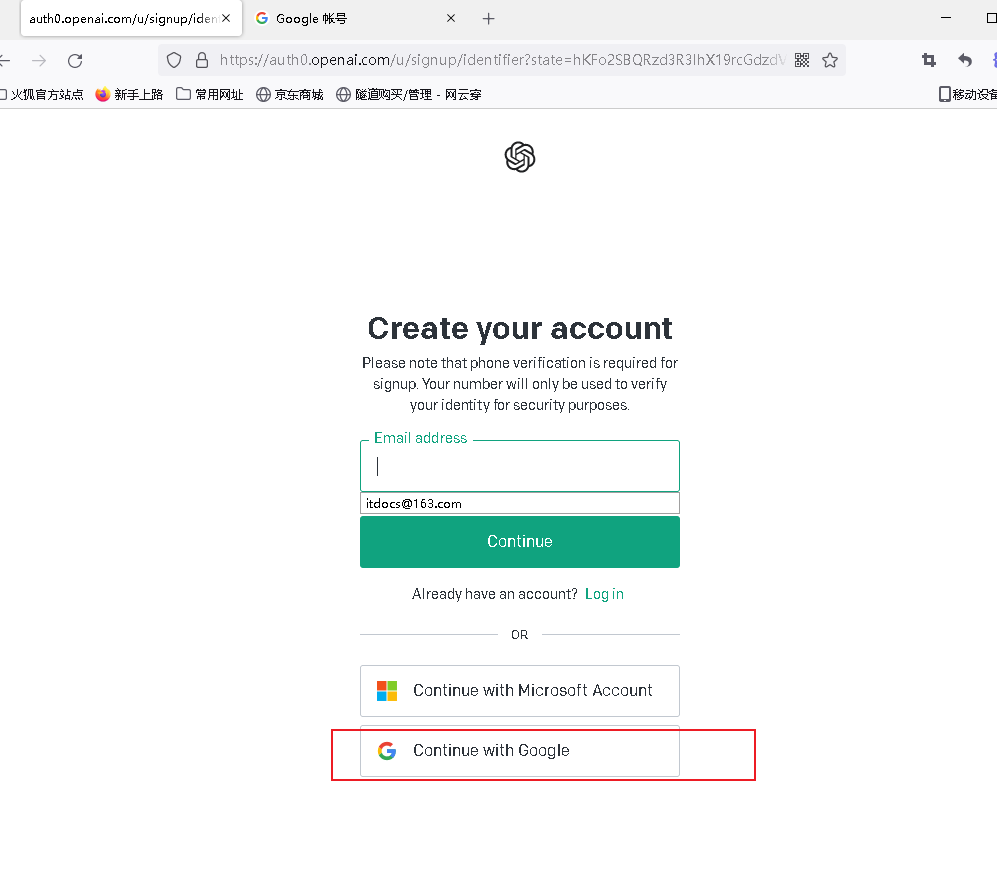 auth0.openai.com/u/signup/iden
Google 帐号
https://auth0.openai.com/u/signup/identifier?state=hKFo2SBQRzd3R3lhX19rcGdzdV
火狐官方站点 新手上路 常用网址 京东商城 隧道购买/管理 - 网云穿 移动设备
Create your account
Please note that phone verification is required for
signup. Your number will only be used to verify
your identity for security purposes.
Email address
itdocs@163.com
Continue
Already have an account? Log in
OR
Continue with Microsoft Account
Continue with Google